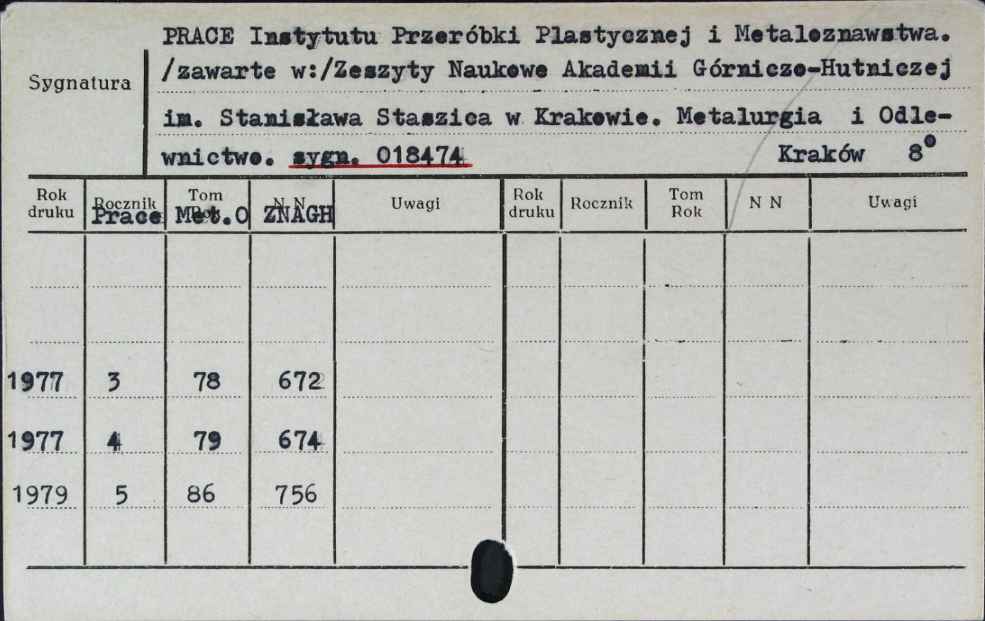 PRACE Instytutu Przeróbki Plastycznej i Metaloznawstwa.
Sygnatura
/zawarte w:/Zeszyty Naukowe Akademii Górniczo-Hutniczej
im. Stanisława Staszica w Krakowie. Metalurgia i Odle-
wnictwo. sygn. 018474 Kraków 8°
Rok druku Rocznik Tom Rok N N Uwagi Rok druku Rocznik Tom Rok N N Uwagi
Prace Met.O ZNAGH
1977 3 78 672
1977 4 79 674
1979 5 86 756